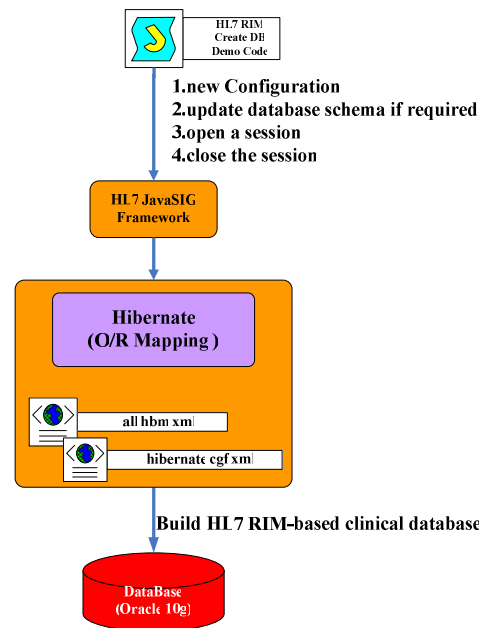 HL7 RIM
Create DB
Demo Code
1.new Configuration
2.update database schema if required
3.open a session
4.close the session
HL7 JavaSIG
Framework
Hibernate
(O/R Mapping )
all hbm xml
hibernate cgf xml
Build HL7 RIM-based clinical database
DataBase
(Oracle 10g)